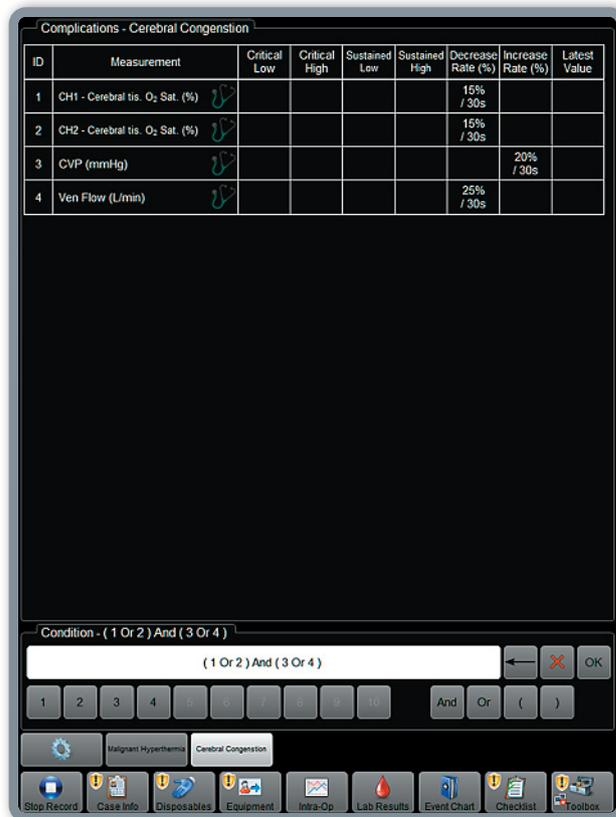 Complications - Cerebral Congenstion
ID Measurement Critical Low Critical High Sustained Low Sustained High Decrease Rate (%) Increase Rate (%) Latest Value
1 CH1 - Cerebral tis. O₂ Sat. (%) 15% / 30s
2 CH2 - Cerebral tis. O₂ Sat. (%) 15% / 30s
3 CVP (mmHg) 20% / 30s
4 Ven Flow (L/min) 25% / 30s
Condition - ( 1 Or 2 ) And ( 3 Or 4 )
( 1 Or 2 ) And ( 3 Or 4 ) OK
1 2 3 4 5 6 7 8 9 10 And Or ( )
Malignant Hyperthermia Cerebral Congenstion
Stop Record Case Info Disposables Equipment Intra-Op Lab Results Event Chart Checklist Toolbox